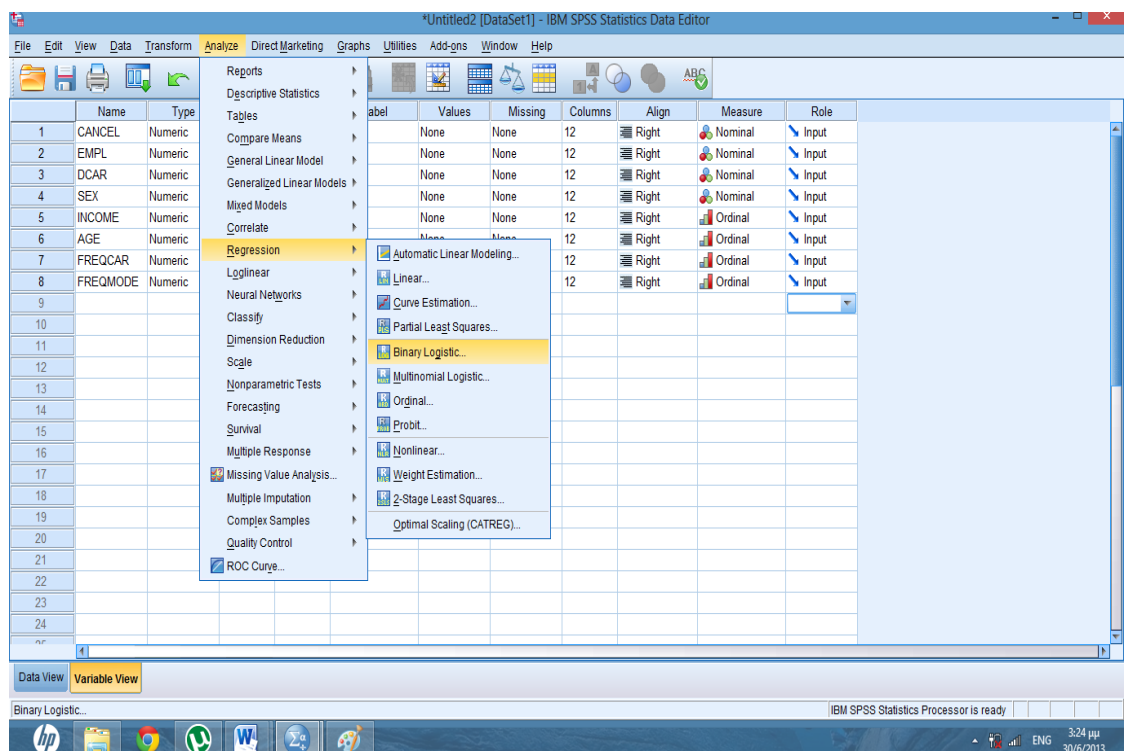 *Untitled2 [DataSet1] - IBM SPSS Statistics Data Editor
File Edit View Data Transform Analyze Direct Marketing Graphs Utilities Add-ons Window Help
Reports
Descriptive Statistics
Tables
Compare Means
General Linear Model
Generalized Linear Models
Mixed Models
Correlate
Regression
Loglinear
Neural Networks
Classify
Dimension Reduction
Scale
Nonparametric Tests
Forecasting
Survival
Multiple Response
Missing Value Analysis...
Multiple Imputation
Complex Samples
Quality Control
ROC Curve...
Automatic Linear Modeling...
Linear...
Curve Estimation...
Partial Least Squares...
Binary Logistic...
Multinomial Logistic...
Ordinal...
Probit...
Nonlinear...
Weight Estimation...
2-Stage Least Squares...
Optimal Scaling (CATREG)...
Name Type abel Values Missing Columns Align Measure Role
1 CANCEL Numeric None None 12 Right Nominal Input
2 EMPL Numeric None None 12 Right Nominal Input
3 DCAR Numeric None None 12 Right Nominal Input
4 SEX Numeric None None 12 Right Nominal Input
5 INCOME Numeric None None 12 Right Ordinal Input
6 AGE Numeric None None 12 Right Ordinal Input
7 FREQCAR Numeric 12 Right Ordinal Input
8 FREQMODE Numeric 12 Right Ordinal Input
9
10
11
12
13
14
15
16
17
18
19
20
21
22
23
24
Data View Variable View
Binary Logistic... IBM SPSS Statistics Processor is ready
hp W Σα ENG 3:24 μμ
30/6/2013